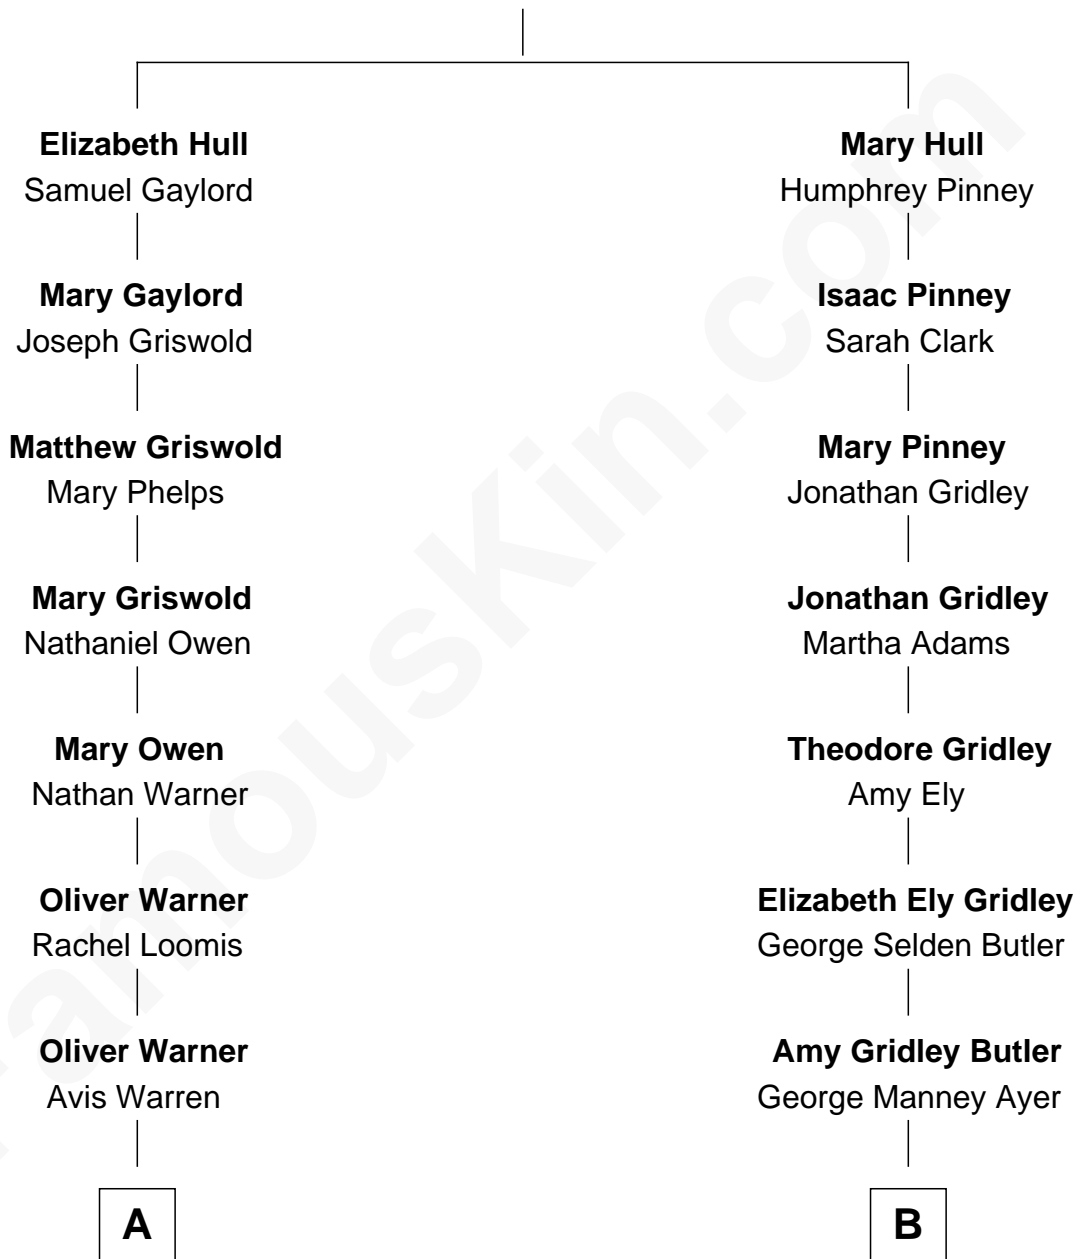 Elizabeth Hull
Samuel Gaylord
Mary Gaylord
Joseph Griswold
Matthew Griswold
Mary Phelps
Mary Griswold
Nathaniel Owen
Mary Owen
Nathan Warner
Oliver Warner
Rachel Loomis
Oliver Warner
Avis Warren
A
Mary Hull
Humphrey Pinney
Isaac Pinney
Sarah Clark
Mary Pinney
Jonathan Gridley
Jonathan Gridley
Martha Adams
Theodore Gridley
Amy Ely
Elizabeth Ely Gridley
George Selden Butler
Amy Gridley Butler
George Manney Ayer
B
FamousKin.com